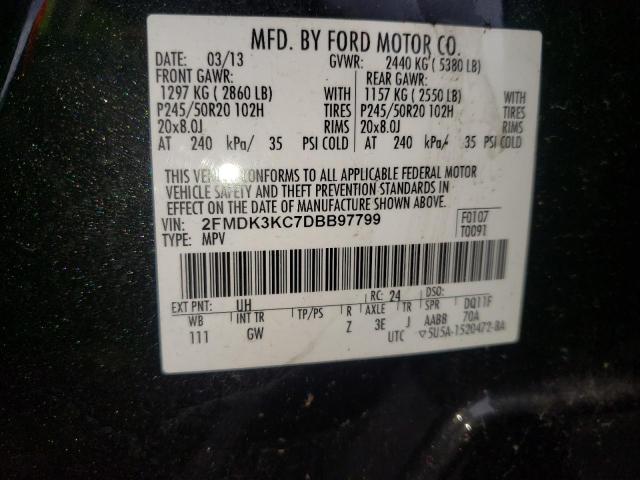 MFD. BY FORD MOTOR CO.
DATE: 03/13 GVWR: 2440 KG ( 5380 LB)
FRONT GAWR: REAR GAWR:
1297 KG ( 2860 LB) WITH 1157 KG ( 2550 LB) WITH
P245/50R20 102H TIRES P245/50R20 102H TIRES
20x8.0J RIMS 20x8.0J RIMS
AT 240 kPa/ 35 PSI COLD AT 240 kPa/ 35 PSI COLD
THIS VEHICLE CONFORMS TO ALL APPLICABLE FEDERAL MOTOR
VEHICLE SAFETY AND THEFT PREVENTION STANDARDS IN
EFFECT ON THE DATE OF MANUFACTURE SHOWN ABOVE.
VIN: 2FMDK3KC7DBB97799 F0107
TYPE: MPV T0091
EXT PNT: UH RC: 24 DSO:
WB INT TR TP/PS R AXLE TR SPR DQ11F
111 GW Z 3E J AABB 70A
UTC ▽5U5A-1520472-BA